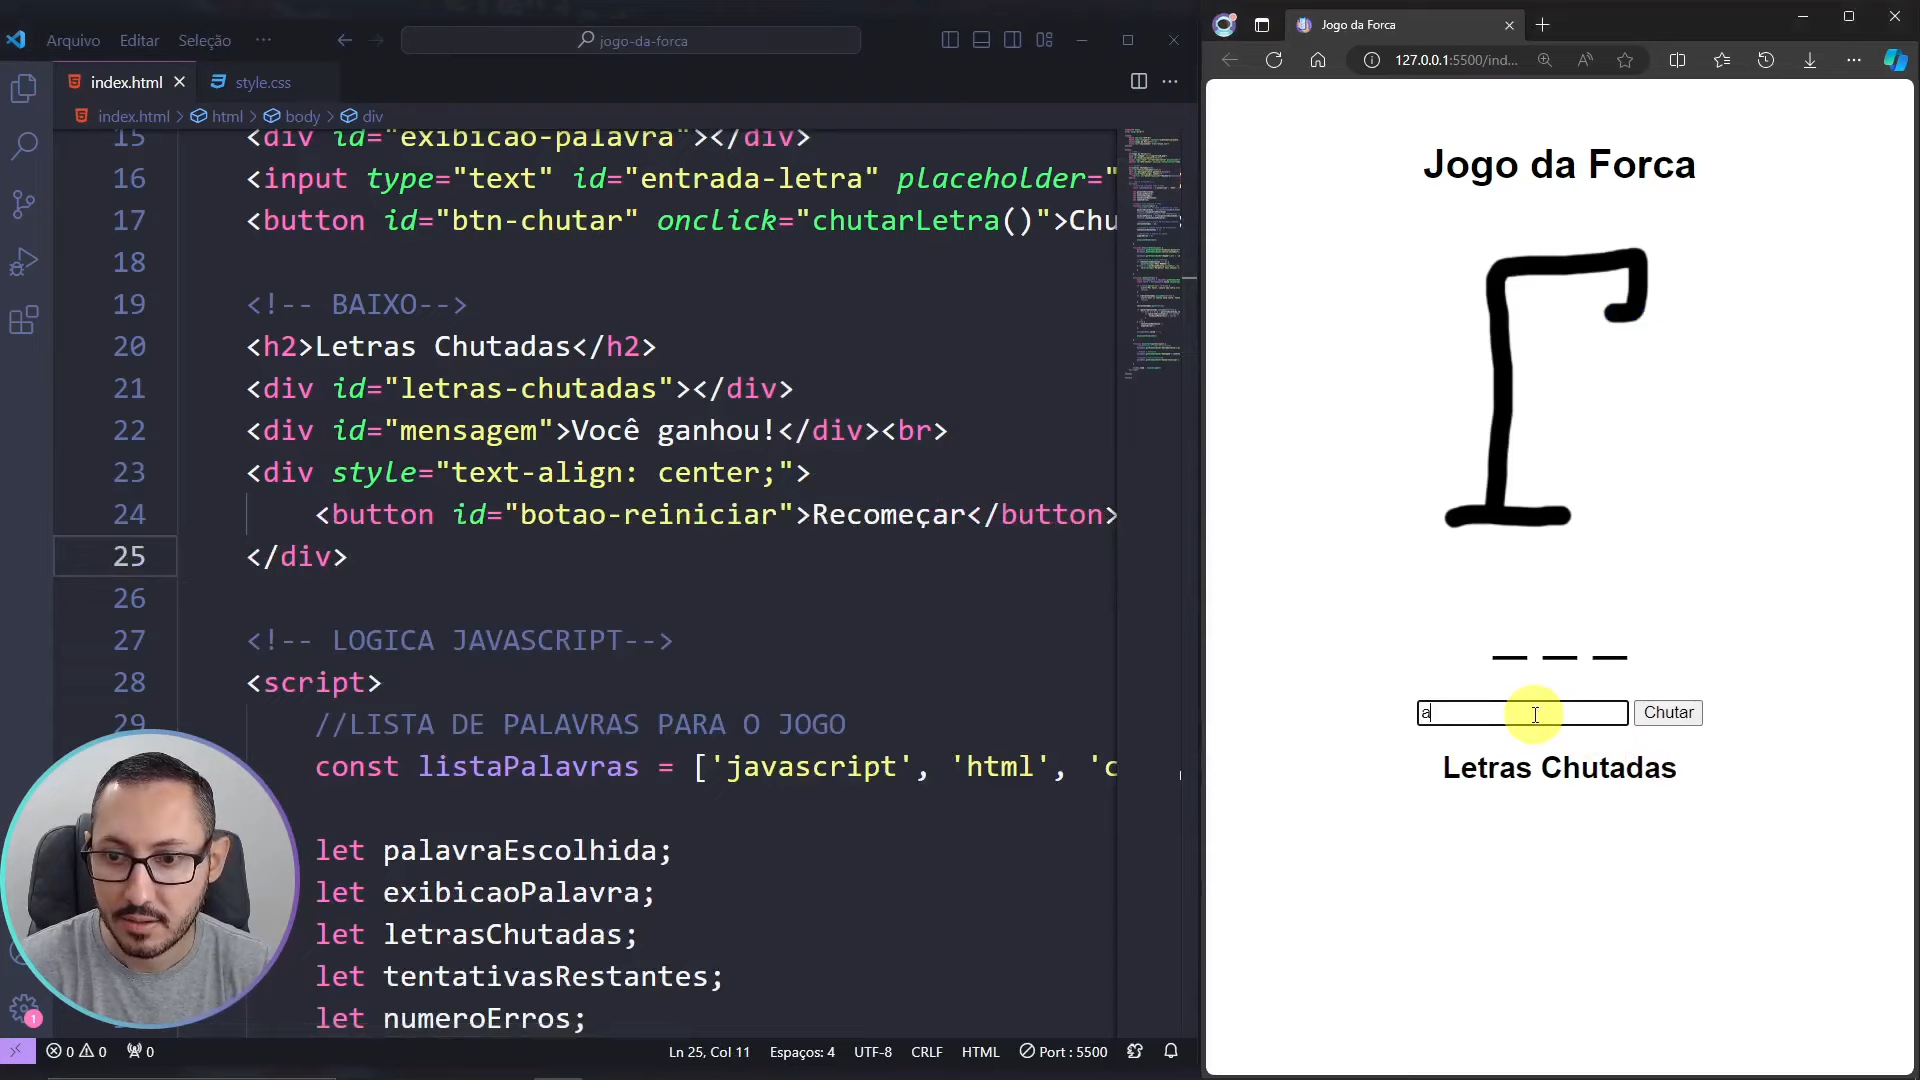 Arquivo Editar Seleção ···
jogo-da-forca
index.html
style.css
index.html > html > body > div
15 <div id="exibicao-palavra"></div>
16 <input type="text" id="entrada-letra" placeholder="
17 <button id="btn-chutar" onclick="chutarLetra()">Chu
18
19 <!-- BAIXO-->
20 <h2>Letras Chutadas</h2>
21 <div id="letras-chutadas"></div>
22 <div id="mensagem">Você ganhou!</div><br>
23 <div style="text-align: center;">
24 <button id="botao-reiniciar">Recomeçar</button>
25 </div>
26
27 <!-- LOGICA JAVASCRIPT-->
28 <script>
29 //LISTA DE PALAVRAS PARA O JOGO
const listaPalavras = ['javascript', 'html', 'c
let palavraEscolhida;
let exibicaoPalavra;
let letrasChutadas;
let tentativasRestantes;
let numeroErros;
1
0 0 0
Ln 25, Col 11 Espaços: 4 UTF-8 CRLF HTML Port : 5500
Jogo da Forca
127.0.0.1:5500/ind...
Jogo da Forca
_ _ _
a
Chutar
Letras Chutadas